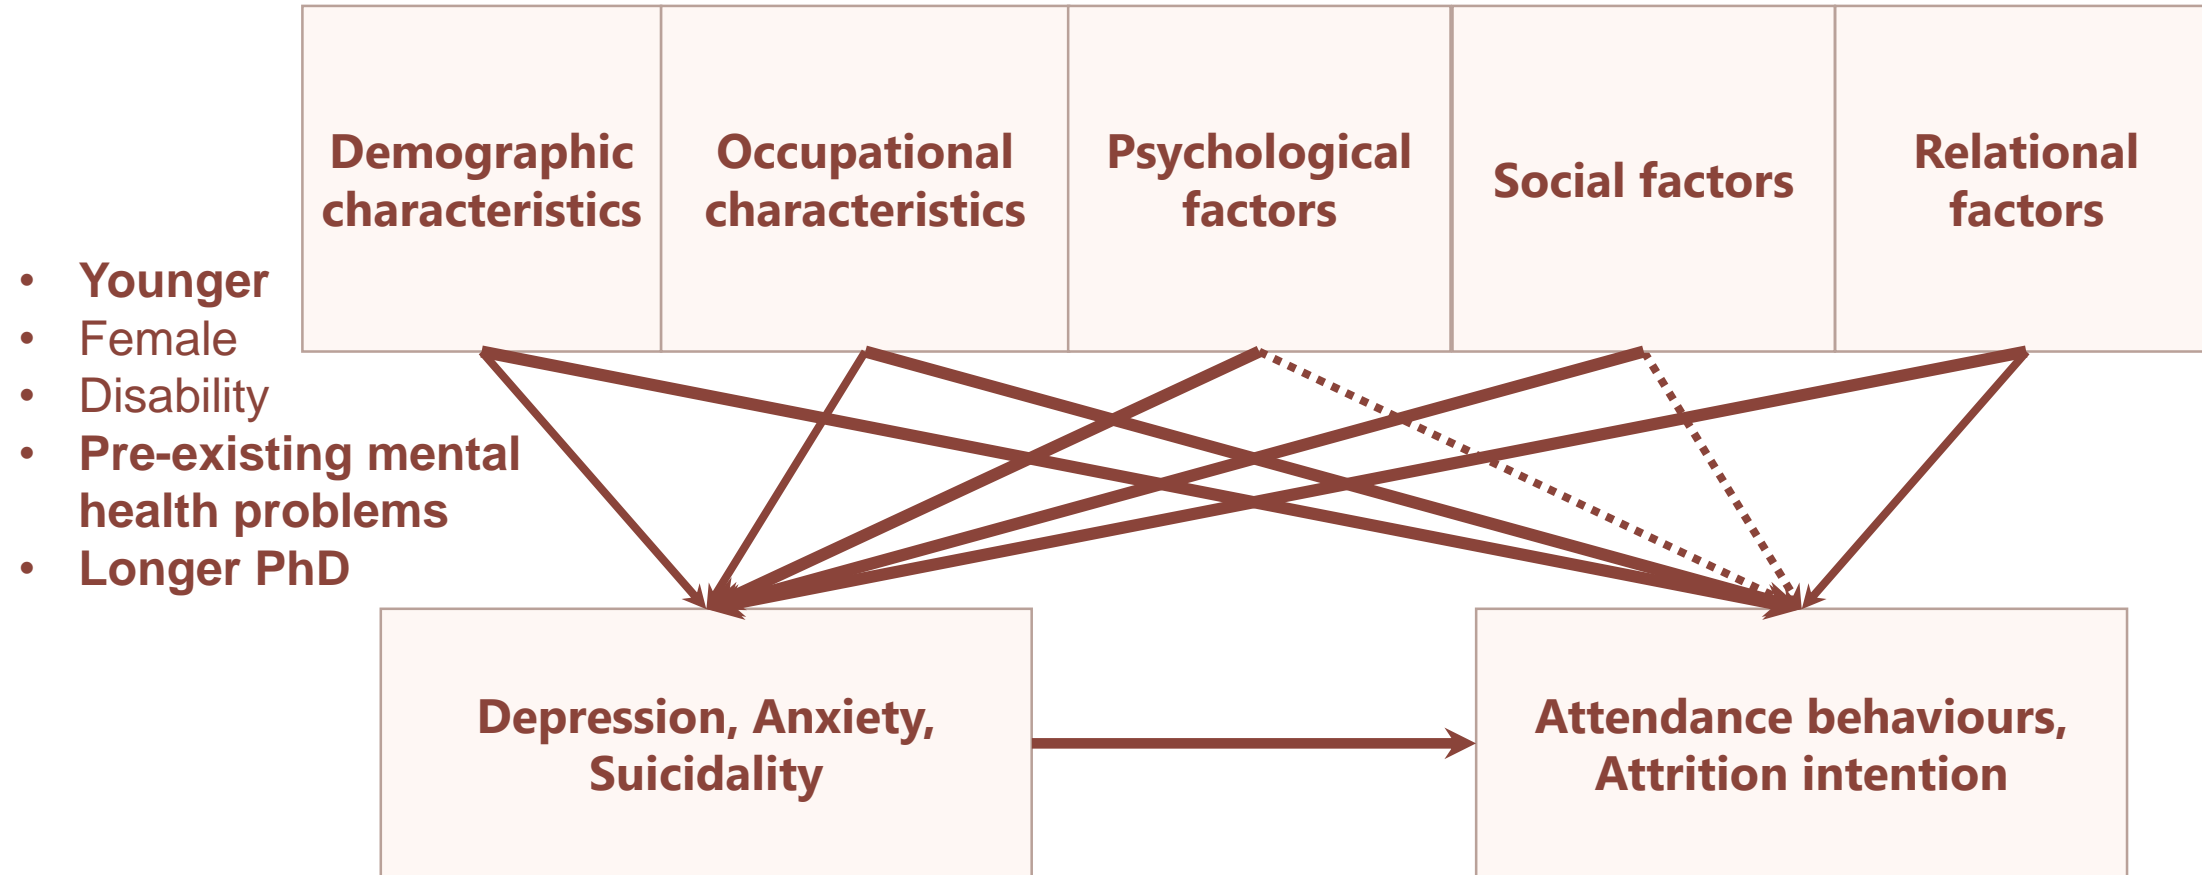 Demographic
characteristics
Occupational
characteristics
Psychological
factors
Social factors
Relational
factors
• Younger
• Female
• Disability
• Pre-existing mental
health problems
• Longer PhD
Depression, Anxiety,
Suicidality
Attendance behaviours,
Attrition intention